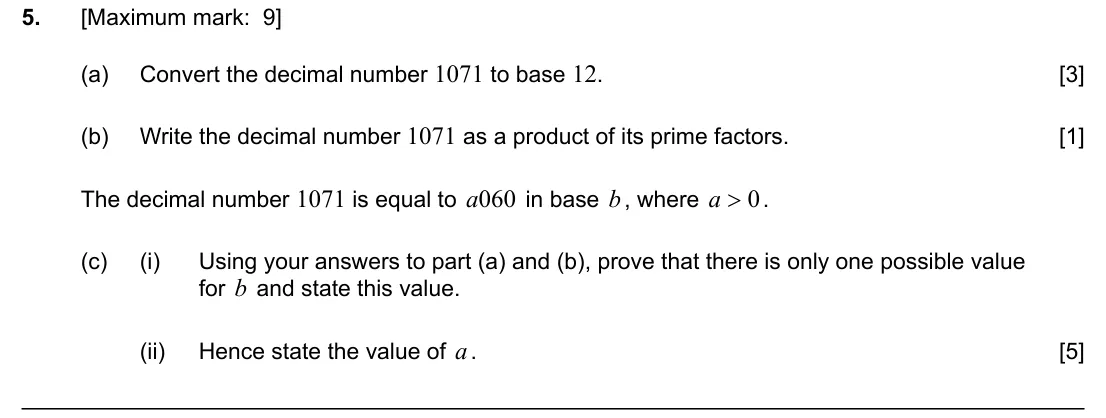 5. [Maximum mark: 9]
(a) Convert the decimal number 1071 to base 12. [3]
(b) Write the decimal number 1071 as a product of its prime factors. [1]
The decimal number 1071 is equal to a060 in base b, where a > 0.
(c) (i) Using your answers to part (a) and (b), prove that there is only one possible value
for b and state this value.
(ii) Hence state the value of a. [5]